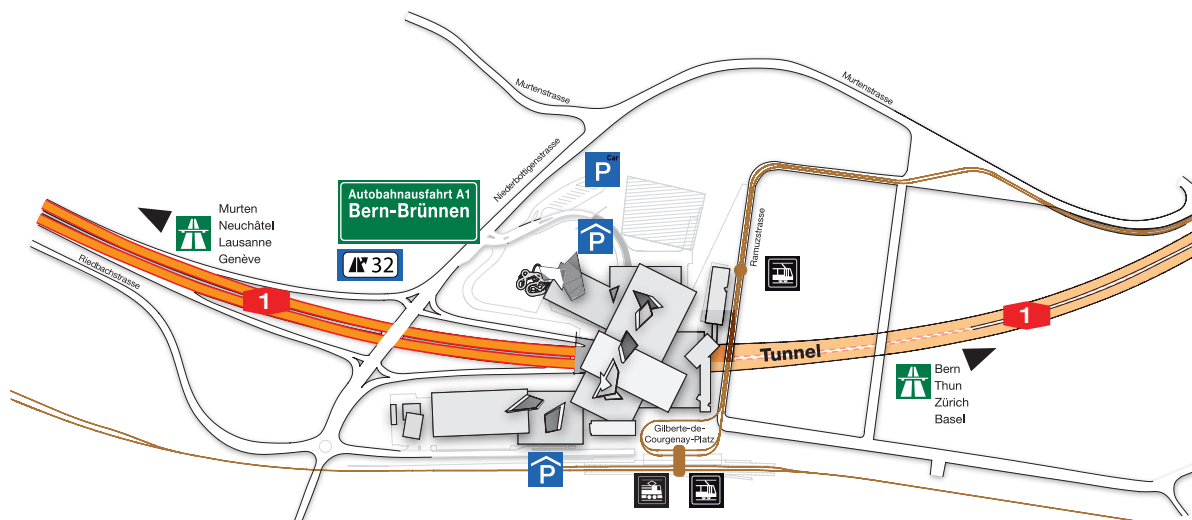 Murtenstrasse
Murtenstrasse
Niederbottigenstrasse
Car
P
Autobahnausfahrt A1
Bern-Brünnen
32
Murten
Neuchâtel
Lausanne
Genève
Riedbachstrasse
P
Ramuzstrasse
1
1
Tunnel
Bern
Thun
Zürich
Basel
Gilberte-de-
Courgenay-Platz
P